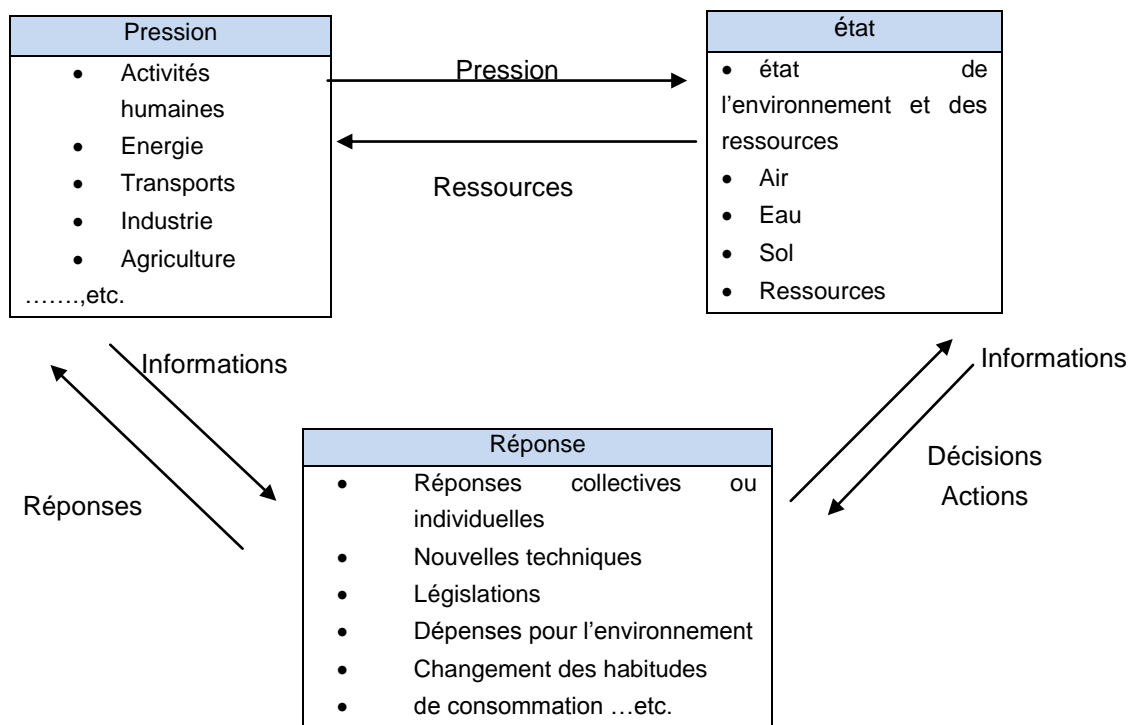 Pression
• Activités
humaines
• Energie
• Transports
• Industrie
• Agriculture
…….,etc.
Pression
Ressources
état
• état de
l’environnement et des
ressources
• Air
• Eau
• Sol
• Ressources
Informations
Réponses
Informations
Décisions
Actions
Réponse
• Réponses collectives ou
individuelles
• Nouvelles techniques
• Législations
• Dépenses pour l’environnement
• Changement des habitudes
• de consommation …etc.